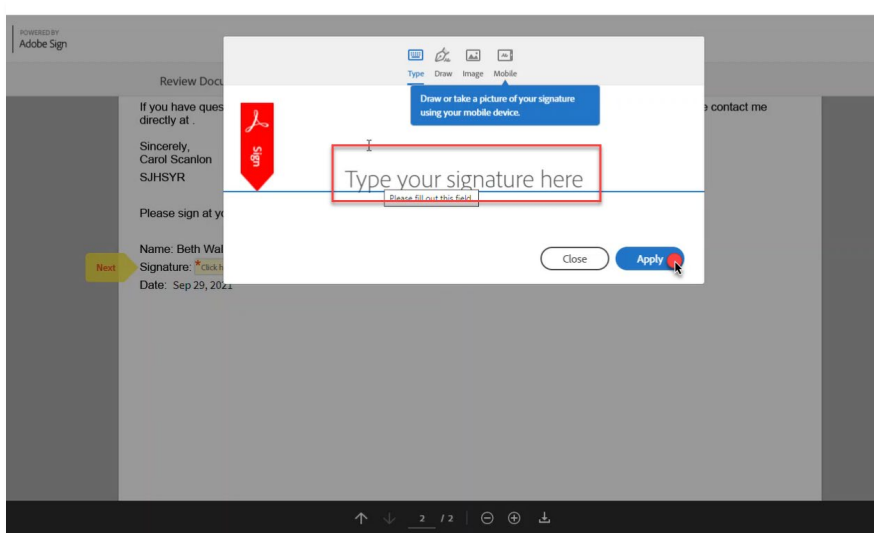 POWERED BY
Adobe Sign
Review Docu
Type Draw Image Mobile
Draw or take a picture of your signature
using your mobile device.
If you have ques
e contact me
directly at .
Sincerely,
Carol Scanlon
SJHSYR
Sign
Type your signature here
Please fill out this field.
Please sign at yo
Name: Beth Wal
Close Apply
Next
Signature: *Click h
Date: Sep 29, 2021
2 / 2